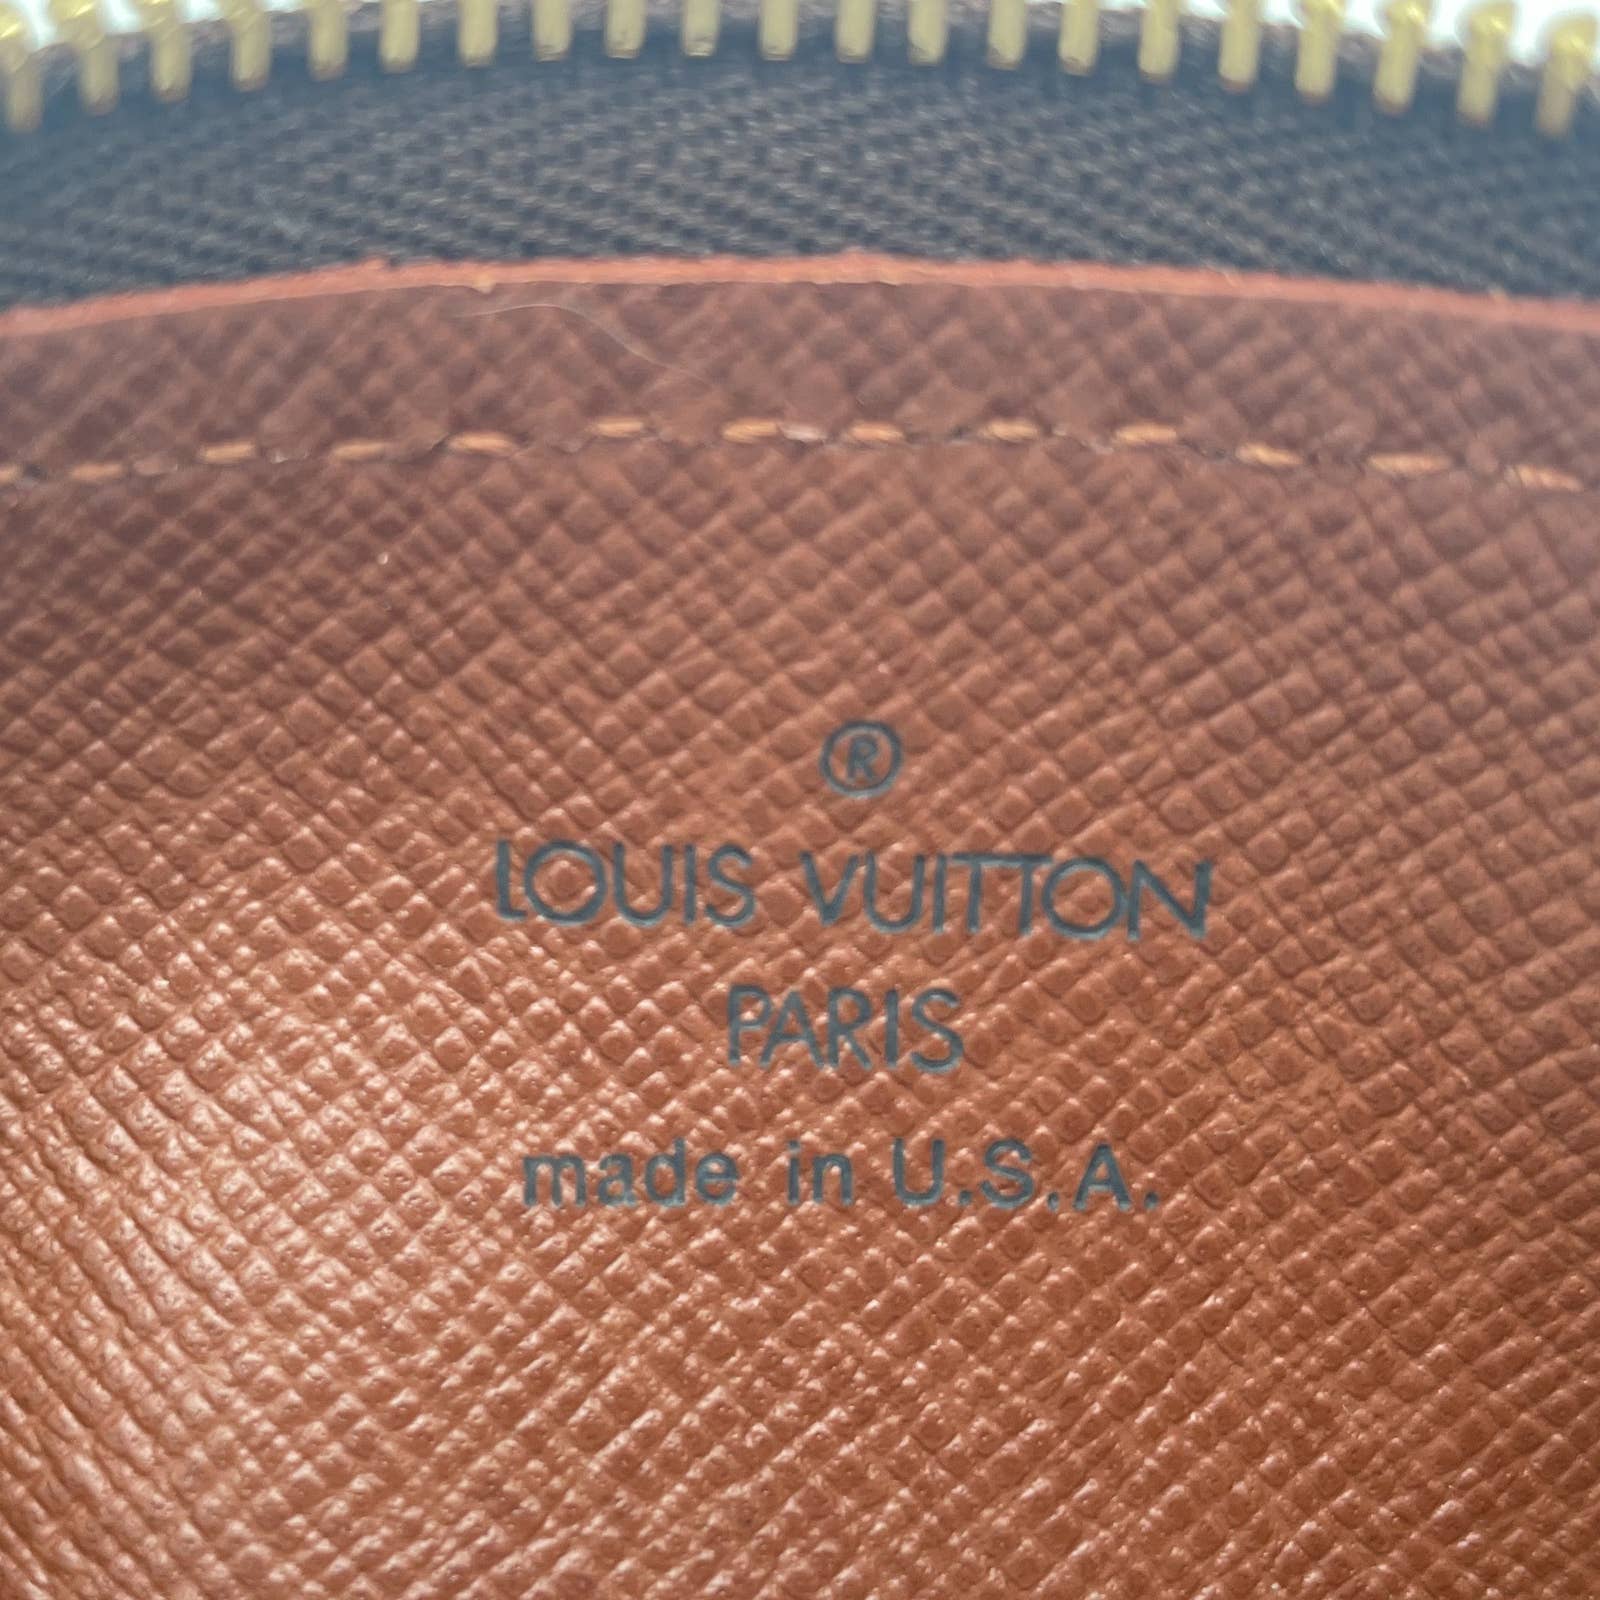 ®
LOUIS VUITTON
PARIS
made in U.S.A.